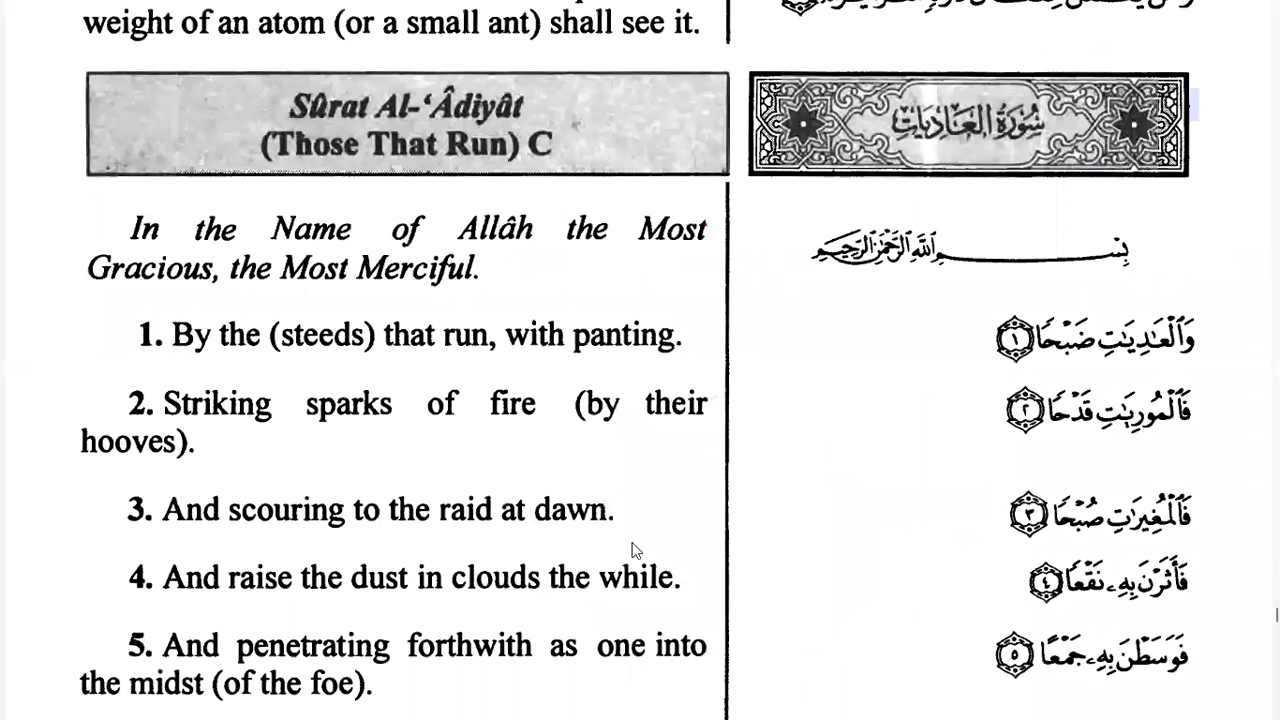 weight of an atom (or a small ant) shall see it.
Sûrat Al-‘Âdiyât
(Those That Run) C
سُورَةُ الْعَادِيَاتِ
In the Name of Allâh the Most
Gracious, the Most Merciful.
بِسْمِ ٱللَّهِ ٱلرَّحْمَٰنِ ٱلرَّحِيمِ
1. By the (steeds) that run, with panting.
وَٱلْعَٰدِيَٰتِ ضَبْحًا ١
2. Striking sparks of fire (by their
hooves).
فَٱلْمُورِيَٰتِ قَدْحًا ٢
3. And scouring to the raid at dawn.
فَٱلْمُغِيرَٰتِ صُبْحًا ٣
4. And raise the dust in clouds the while.
فَأَثَرْنَ بِهِۦ نَقْعًا ٤
5. And penetrating forthwith as one into
the midst (of the foe).
فَوَسَطْنَ بِهِۦ جَمْعًا ٥